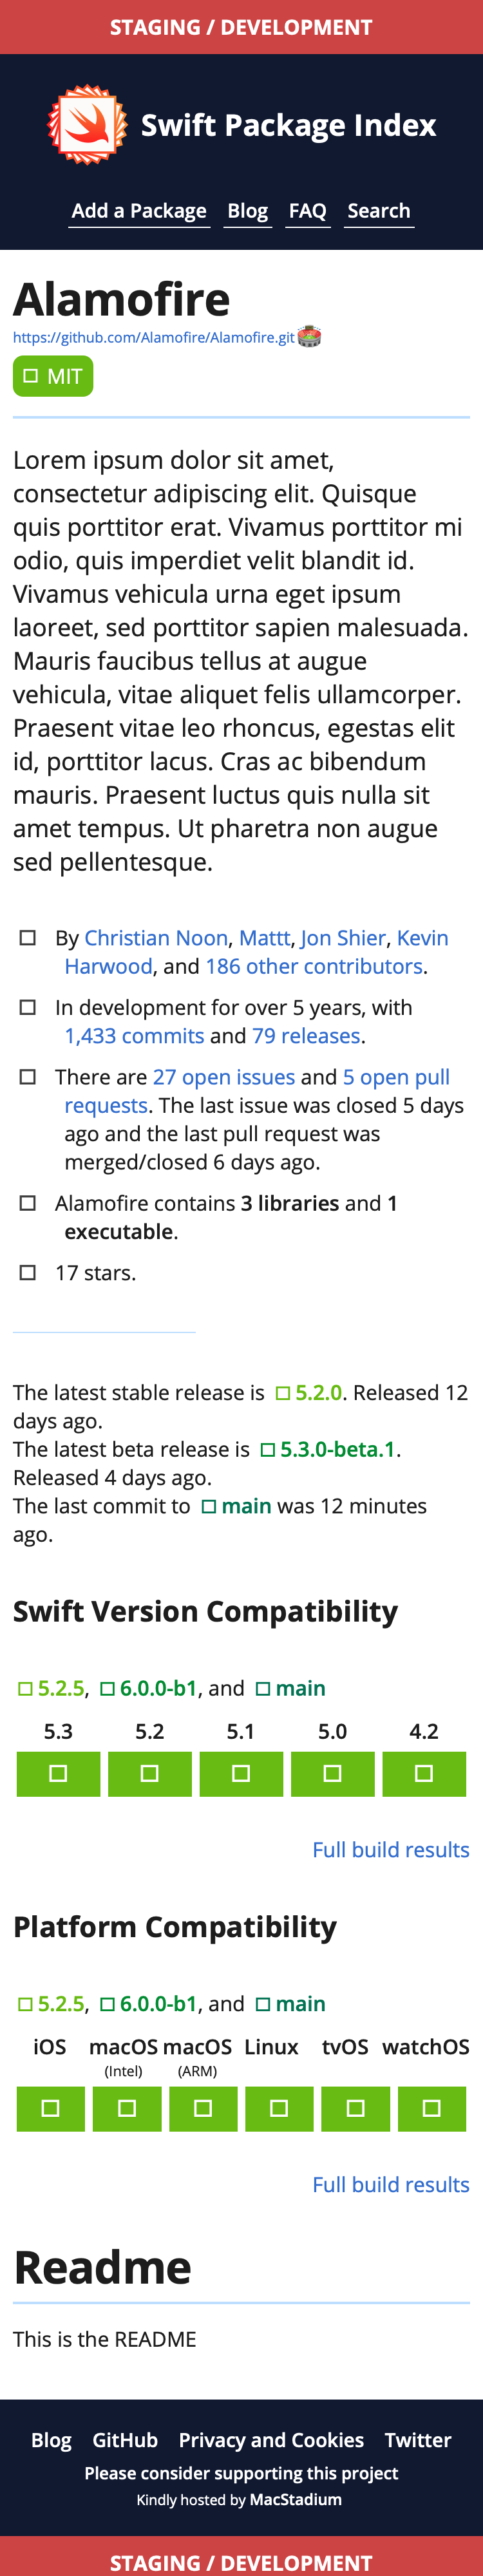 STAGING / DEVELOPMENT
Swift Package Index
Add a Package Blog FAQ Search
Alamofire
https://github.com/Alamofire/Alamofire.git
MIT
Lorem ipsum dolor sit amet,
consectetur adipiscing elit. Quisque
quis porttitor erat. Vivamus porttitor mi
odio, quis imperdiet velit blandit id.
Vivamus vehicula urna eget ipsum
laoreet, sed porttitor sapien malesuada.
Mauris faucibus tellus at augue
vehicula, vitae aliquet felis ullamcorper.
Praesent vitae leo rhoncus, egestas elit
id, porttitor lacus. Cras ac bibendum
mauris. Praesent luctus quis nulla sit
amet tempus. Ut pharetra non augue
sed pellentesque.
By Christian Noon, Mattt, Jon Shier, Kevin
Harwood, and 186 other contributors.
In development for over 5 years, with
1,433 commits and 79 releases.
There are 27 open issues and 5 open pull
requests. The last issue was closed 5 days
ago and the last pull request was
merged/closed 6 days ago.
Alamofire contains 3 libraries and 1
executable.
17 stars.
The latest stable release is 5.2.0. Released 12
days ago.
The latest beta release is 5.3.0-beta.1.
Released 4 days ago.
The last commit to main was 12 minutes
ago.
Swift Version Compatibility
5.2.5, 6.0.0-b1, and main
5.3 5.2 5.1 5.0 4.2
Full build results
Platform Compatibility
5.2.5, 6.0.0-b1, and main
iOS macOS macOS Linux tvOS watchOS
(Intel) (ARM)
Full build results
Readme
This is the README
Blog GitHub Privacy and Cookies Twitter
Please consider supporting this project
Kindly hosted by MacStadium
STAGING / DEVELOPMENT